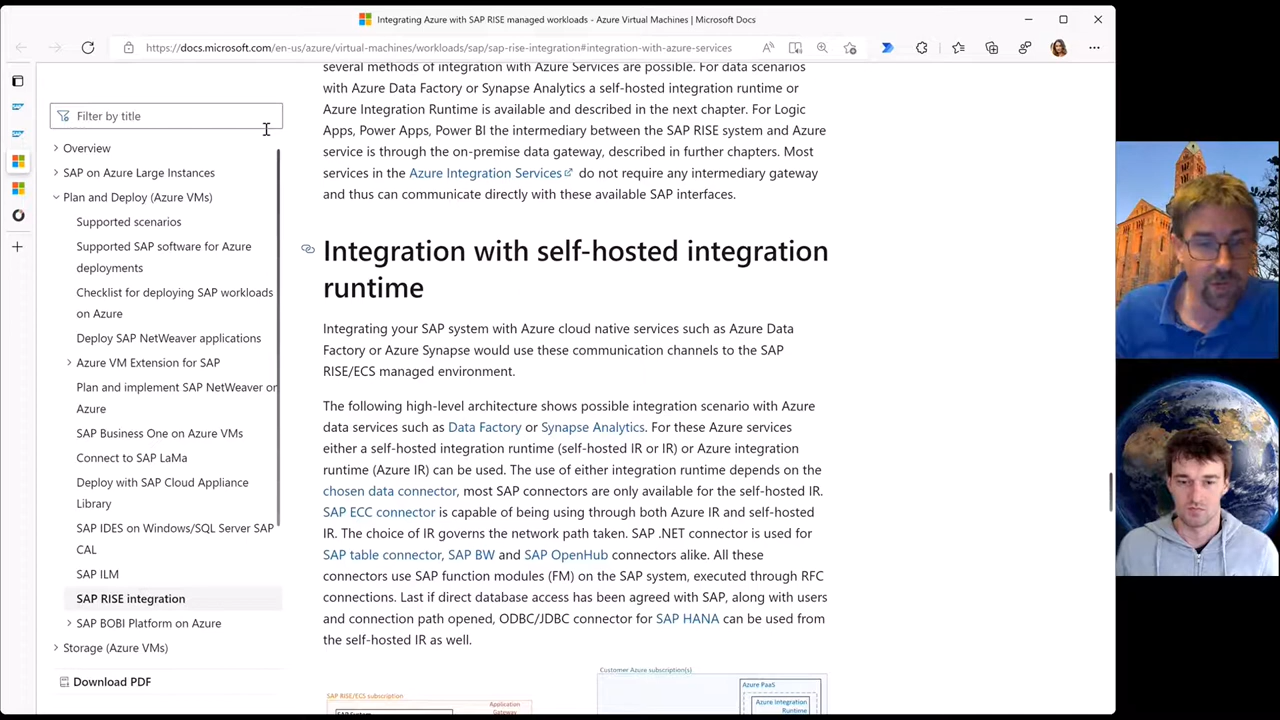 Integrating Azure with SAP RISE managed workloads - Azure Virtual Machines | Microsoft Docs
https://docs.microsoft.com/en-us/azure/virtual-machines/workloads/sap/sap-rise-integration#integration-with-azure-services
Filter by title
Overview
SAP on Azure Large Instances
Plan and Deploy (Azure VMs)
Supported scenarios
Supported SAP software for Azure
deployments
Checklist for deploying SAP workloads
on Azure
Deploy SAP NetWeaver applications
Azure VM Extension for SAP
Plan and implement SAP NetWeaver on
Azure
SAP Business One on Azure VMs
Connect to SAP LaMa
Deploy with SAP Cloud Appliance
Library
SAP IDES on Windows/SQL Server SAP
CAL
SAP ILM
SAP RISE integration
SAP BOBI Platform on Azure
Storage (Azure VMs)
Download PDF
several methods of integration with Azure Services are possible. For data scenarios
with Azure Data Factory or Synapse Analytics a self-hosted integration runtime or
Azure Integration Runtime is available and described in the next chapter. For Logic
Apps, Power Apps, Power BI the intermediary between the SAP RISE system and Azure
service is through the on-premise data gateway, described in further chapters. Most
services in the Azure Integration Services do not require any intermediary gateway
and thus can communicate directly with these available SAP interfaces.
Integration with self-hosted integration
runtime
Integrating your SAP system with Azure cloud native services such as Azure Data
Factory or Azure Synapse would use these communication channels to the SAP
RISE/ECS managed environment.
The following high-level architecture shows possible integration scenario with Azure
data services such as Data Factory or Synapse Analytics. For these Azure services
either a self-hosted integration runtime (self-hosted IR or IR) or Azure integration
runtime (Azure IR) can be used. The use of either integration runtime depends on the
chosen data connector, most SAP connectors are only available for the self-hosted IR.
SAP ECC connector is capable of being using through both Azure IR and self-hosted
IR. The choice of IR governs the network path taken. SAP .NET connector is used for
SAP table connector, SAP BW and SAP OpenHub connectors alike. All these
connectors use SAP function modules (FM) on the SAP system, executed through RFC
connections. Last if direct database access has been agreed with SAP, along with users
and connection path opened, ODBC/JDBC connector for SAP HANA can be used from
the self-hosted IR as well.
Customer Azure subscription(s)
SAP RISE/ECS subscription
Application
Gateway
Azure PaaS
Azure Integration
Runtime